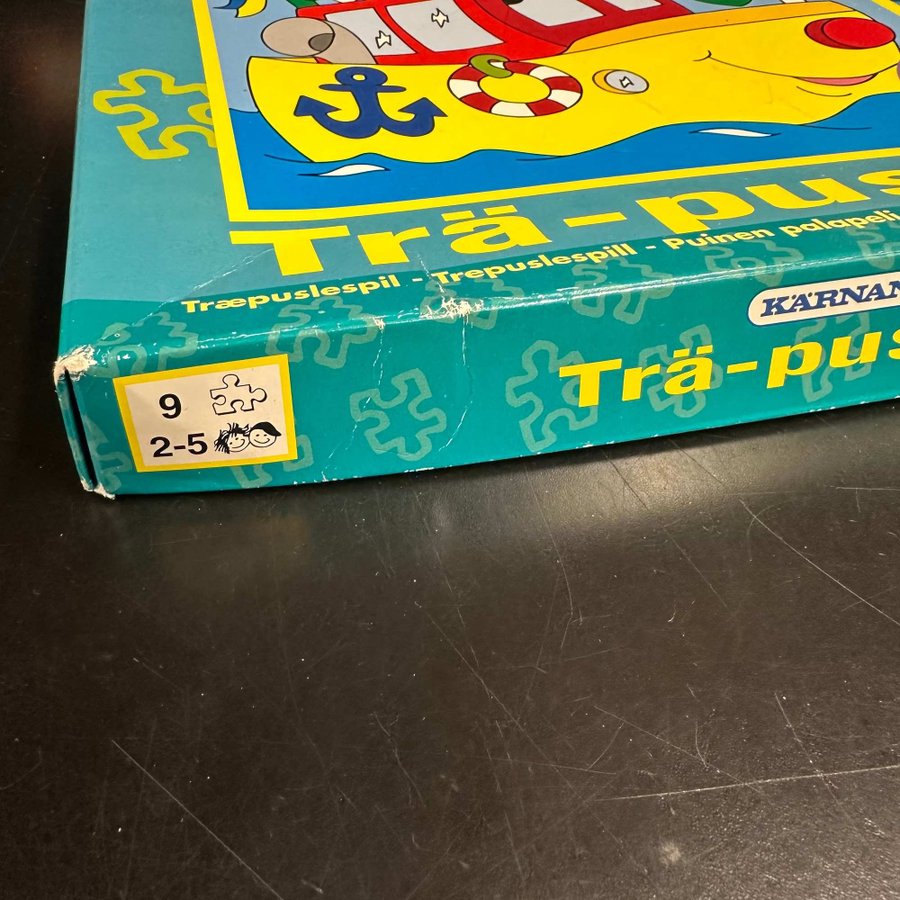 Trä-pus
Træpuslespil - Trepuslespill - Puinen palapeli
KÄRNAN
Trä-pus
9
2-5